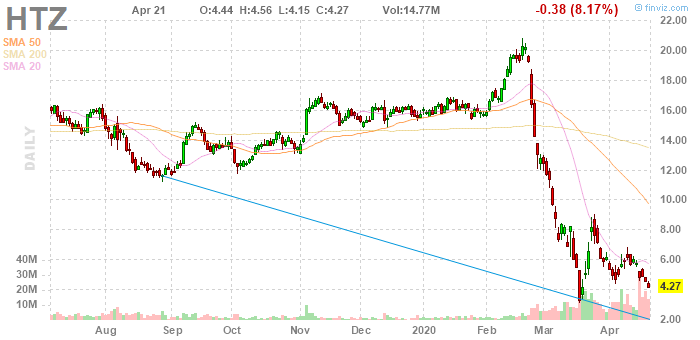 HTZ
Apr 21 O:4.44 H:4.56 L:4.15 C:4.27 Vol:14.77M -0.38 (8.17%)
© finviz.com
SMA 50
SMA 200
SMA 20
DAILY
22.00
20.00
18.00
16.00
14.00
12.00
10.00
8.00
6.00
4.27
2.00
40M
30M
20M
10M
Aug Sep Oct Nov Dec 2020 Feb Mar Apr